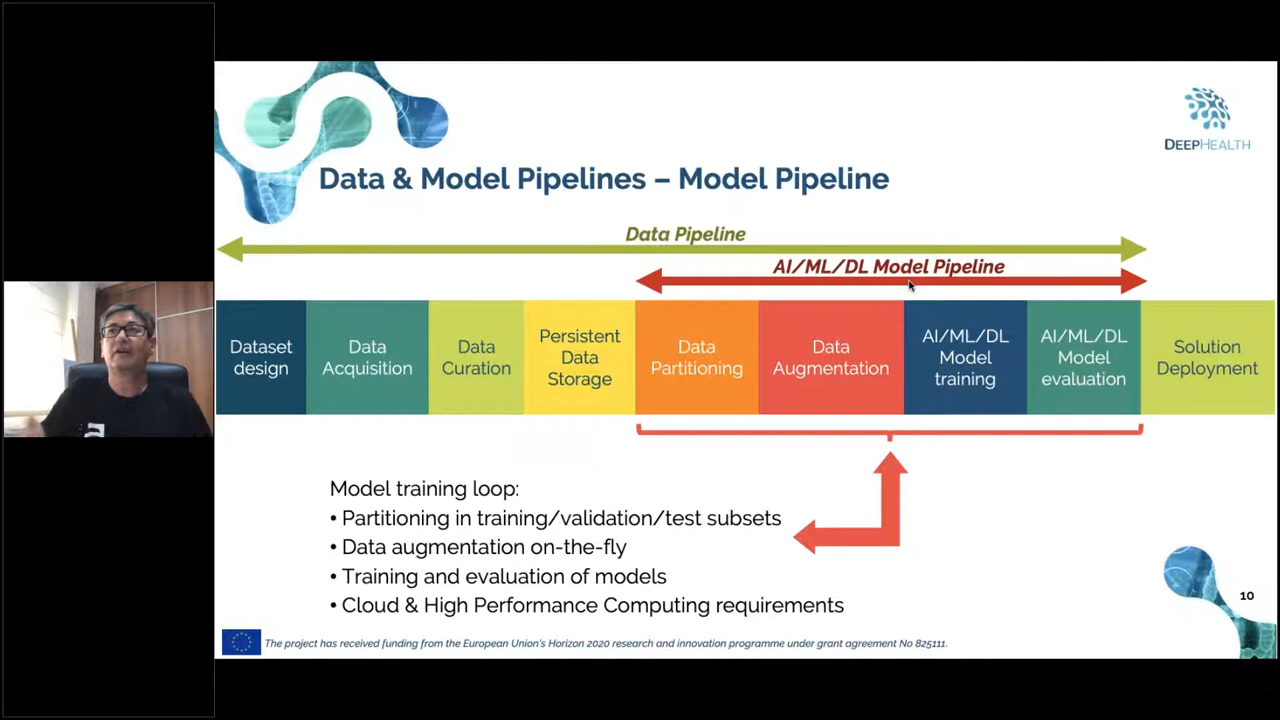 DEEPHEALTH
Data & Model Pipelines – Model Pipeline
Data Pipeline
AI/ML/DL Model Pipeline
Dataset
design
Data
Acquisition
Data
Curation
Persistent
Data
Storage
Data
Partitioning
Data
Augmentation
AI/ML/DL
Model
training
AI/ML/DL
Model
evaluation
Solution
Deployment
Model training loop:
• Partitioning in training/validation/test subsets
• Data augmentation on-the-fly
• Training and evaluation of models
• Cloud & High Performance Computing requirements
10
The project has received funding from the European Union's Horizon 2020 research and innovation programme under grant agreement No 825111.